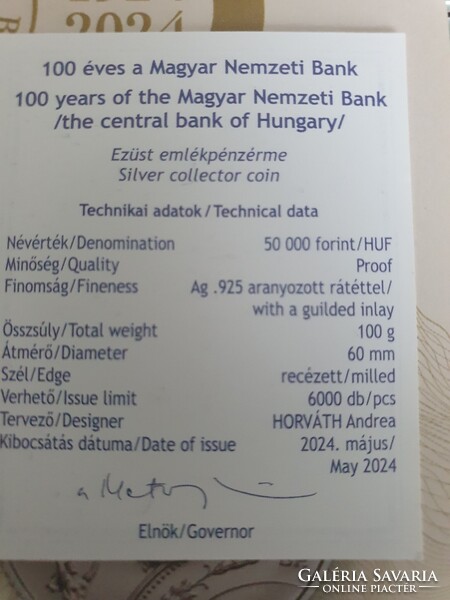 2024
100 éves a Magyar Nemzeti Bank
100 years of the Magyar Nemzeti Bank
/the central bank of Hungary/
Ezüst emlékpénzérme
Silver collector coin
Technikai adatok/Technical data
Névérték/Denomination 50 000 forint/HUF
Minőség/Quality Proof
Finomság/Fineness Ag .925 aranyozott rátéttel/
with a guilded inlay
Összsúly/Total weight 100 g
Átmérő/Diameter 60 mm
Szél/Edge recézett/milled
Verhető/Issue limit 6000 db/pcs
Tervező/Designer HORVÁTH Andrea
Kibocsátás dátuma/Date of issue 2024. május/
May 2024
Elnök/Governor
GALÉRIA SAVARIA
ONLINE PIACTÉR